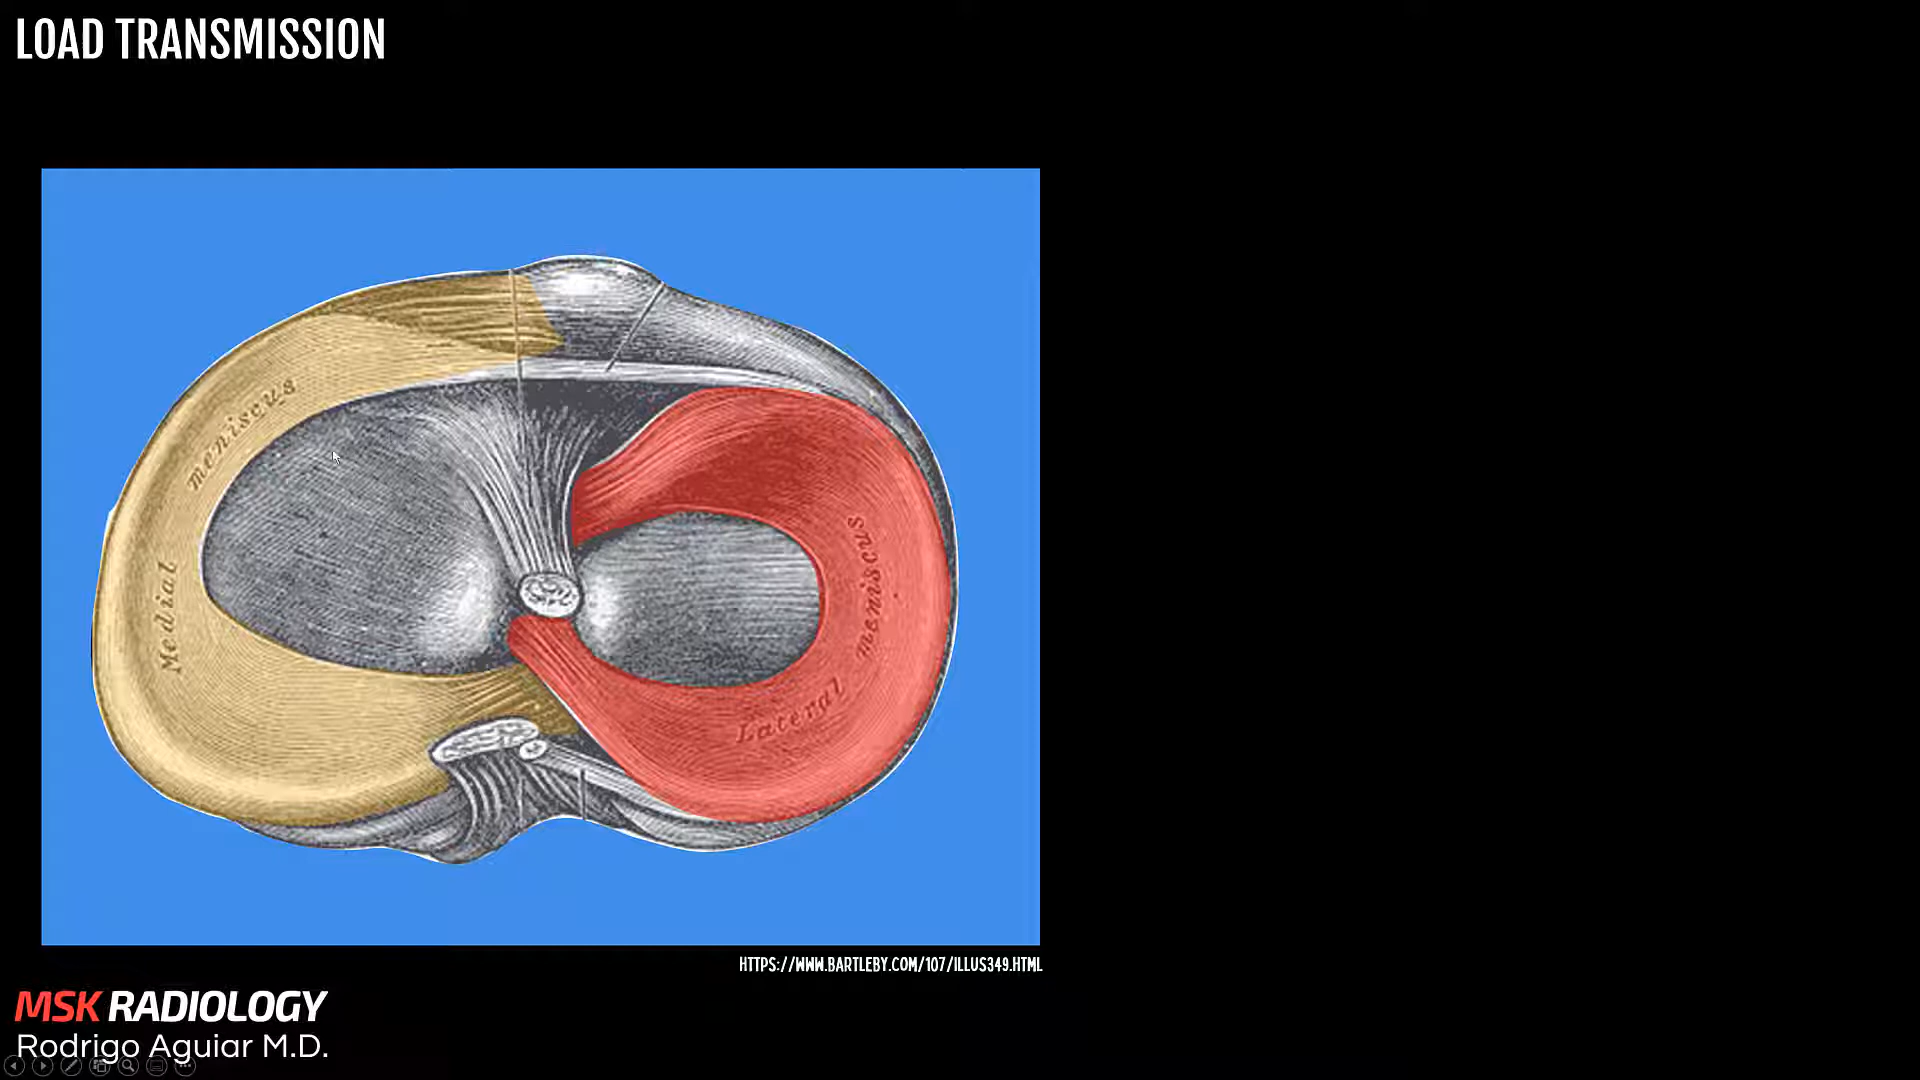 LOAD TRANSMISSION
meniscus
Medial
meniscus
Lateral
HTTPS://WWW.BARTLEBY.COM/107/ILLUS349.HTML
MSK RADIOLOGY
Rodrigo Aguiar M.D.